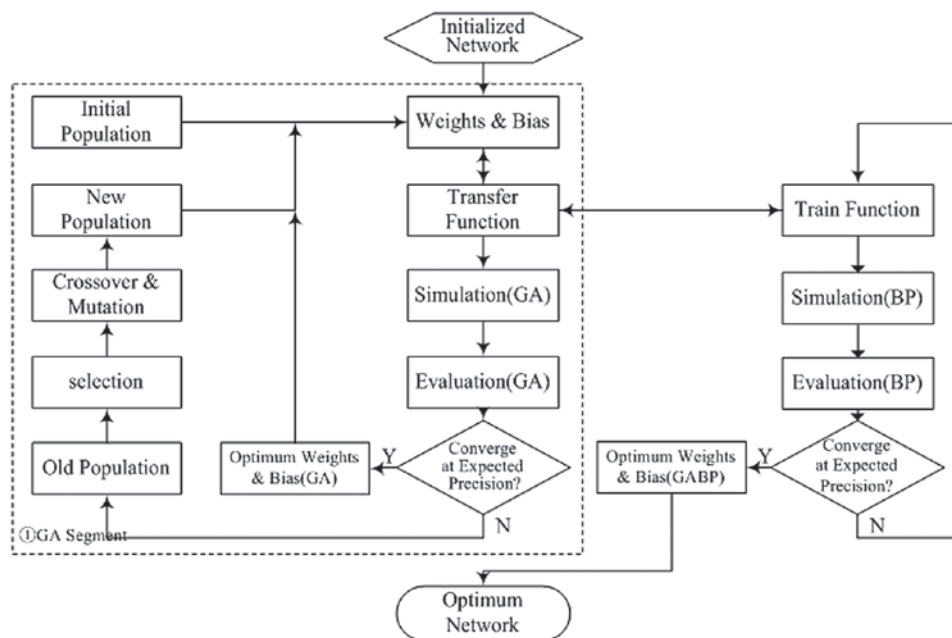 Initialized
Network
Initial
Population
Weights & Bias
New
Population
Transfer
Function
Train Function
Crossover &
Mutation
Simulation(GA)
Simulation(BP)
selection
Evaluation(GA)
Evaluation(BP)
Old Population
Optimum Weights
& Bias(GA)
Y
Converge
at Expected
Precision?
N
Optimum Weights
& Bias(GABP)
Y
Converge
at Expected
Precision?
N
①GA Segment
Optimum
Network